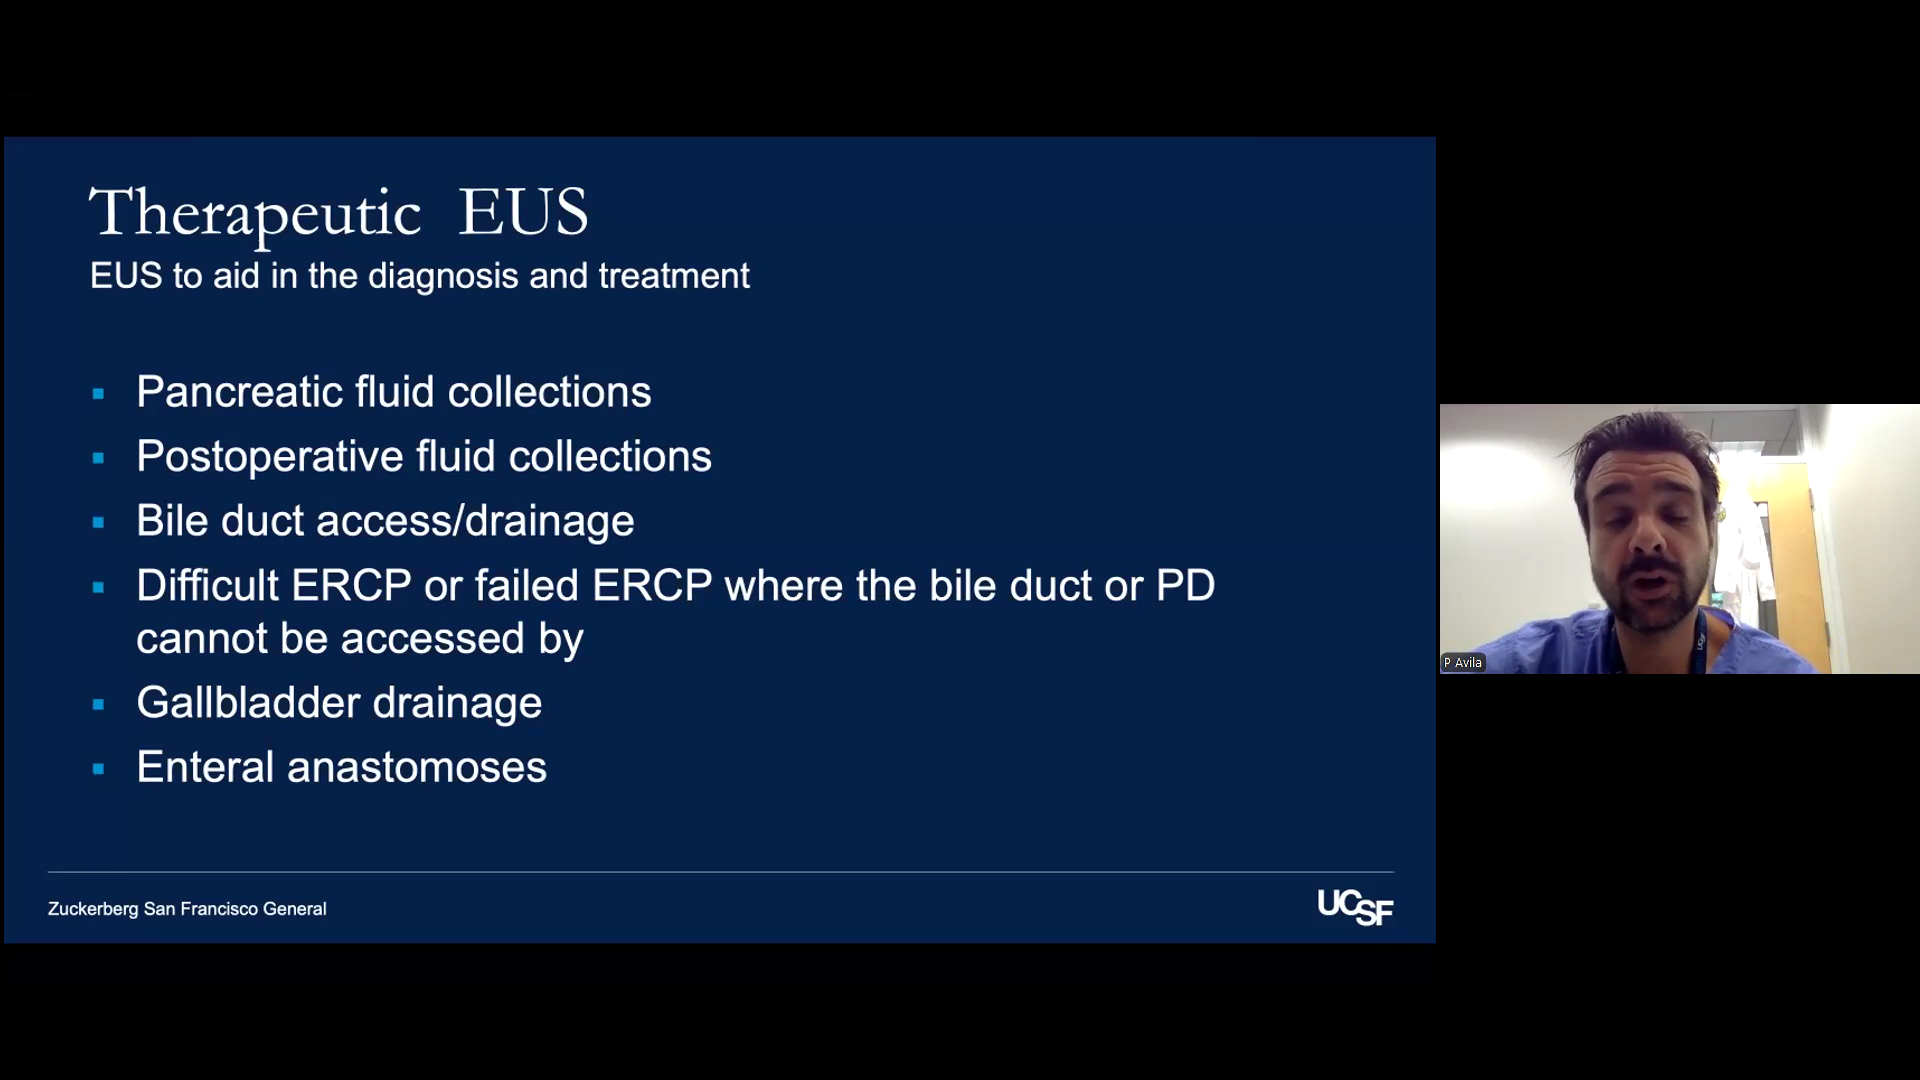 Therapeutic EUS
EUS to aid in the diagnosis and treatment
Pancreatic fluid collections
Postoperative fluid collections
Bile duct access/drainage
Difficult ERCP or failed ERCP where the bile duct or PD
cannot be accessed by
Gallbladder drainage
Enteral anastomoses
Zuckerberg San Francisco General
UCSF
P Avila